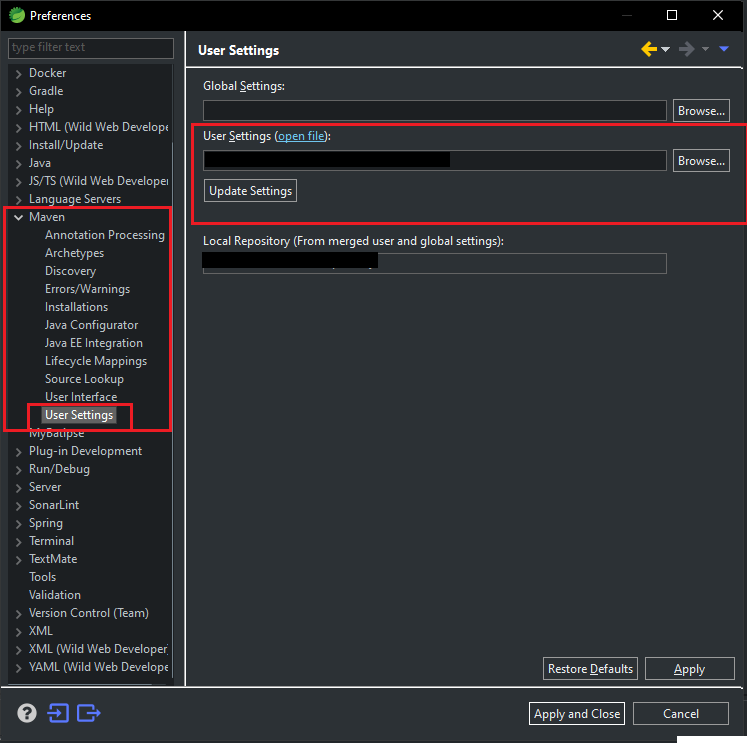 Preferences
type filter text
Docker
Gradle
Help
HTML (Wild Web Develope
Install/Update
Java
JS/TS (Wild Web Developer
Language Servers
Maven
Annotation Processing
Archetypes
Discovery
Errors/Warnings
Installations
Java Configurator
Java EE Integration
Lifecycle Mappings
Source Lookup
User Interface
User Settings
MyBatipse
Plug-in Development
Run/Debug
Server
SonarLint
Spring
Terminal
TextMate
Tools
Validation
Version Control (Team)
XML
XML (Wild Web Developer)
YAML (Wild Web Develope
User Settings
Global Settings:
Browse...
User Settings (open file):
Browse...
Update Settings
Local Repository (From merged user and global settings):
Restore Defaults
Apply
Apply and Close
Cancel